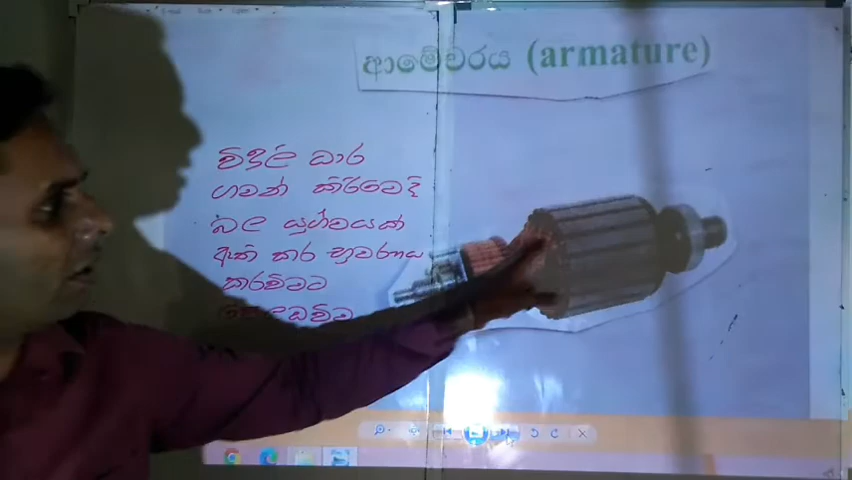 ආමේචරය (armature)
විදුලි ධාරා
ගමන් කිරීමේදී
බල යුග්මයක්
ඇති කර භ්‍රමණය
කරවීමට